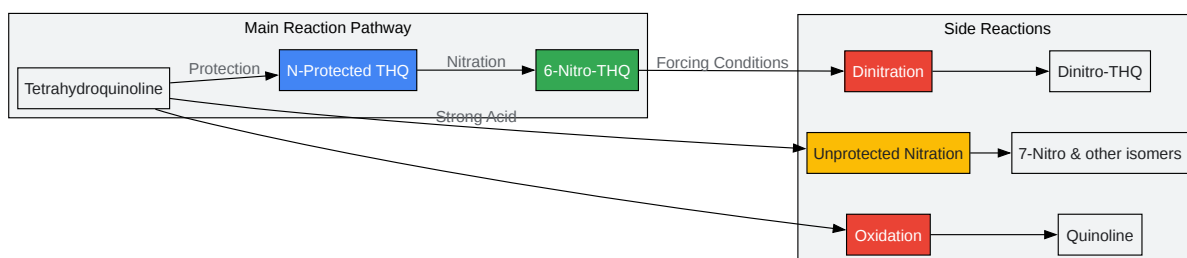 Main Reaction Pathway
Side Reactions
Tetrahydroquinoline
Protection
N-Protected THQ
Nitration
6-Nitro-THQ
Forcing Conditions
Dinitration
Dinitro-THQ
Strong Acid
Unprotected Nitration
7-Nitro & other isomers
Oxidation
Quinoline